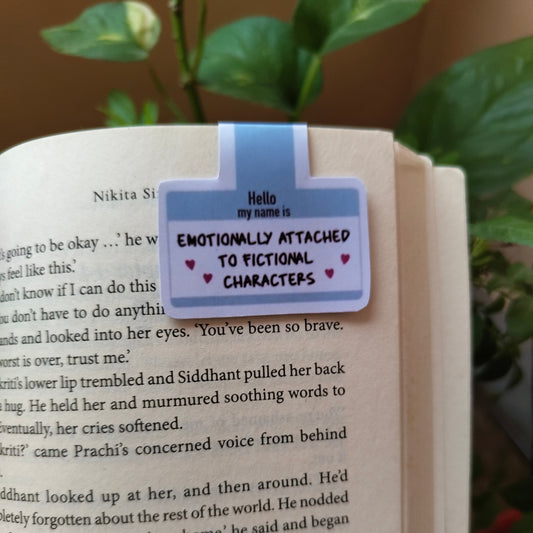 Nikita Si
Hello
my name is
EMOTIONALLY ATTACHED
TO FICTIONAL
CHARACTERS
going to be okay …’ he w
feel like this.’
don’t know if I can do this
don’t have to do anythi
and looked into her eyes. ‘You’ve been so brave.
worst is over, trust me.’
kriti’s lower lip trembled and Siddhant pulled her back
a hug. He held her and murmured soothing words to
Eventually, her cries softened.
kriti?’ came Prachi’s concerned voice from behind
ddhant looked up at her, and then around. He’d
pletely forgotten about the rest of the world. He nodded
he said and began